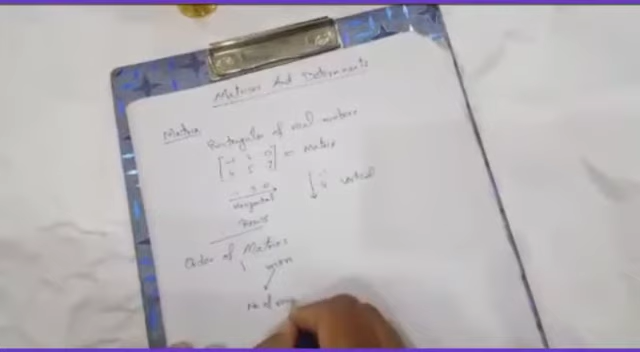 Matrices And Determinants
Matrix Rectangular of real numbers
= matrix
vertical
Horizontal
Rows
Order of Matrices
m×n
No of rows